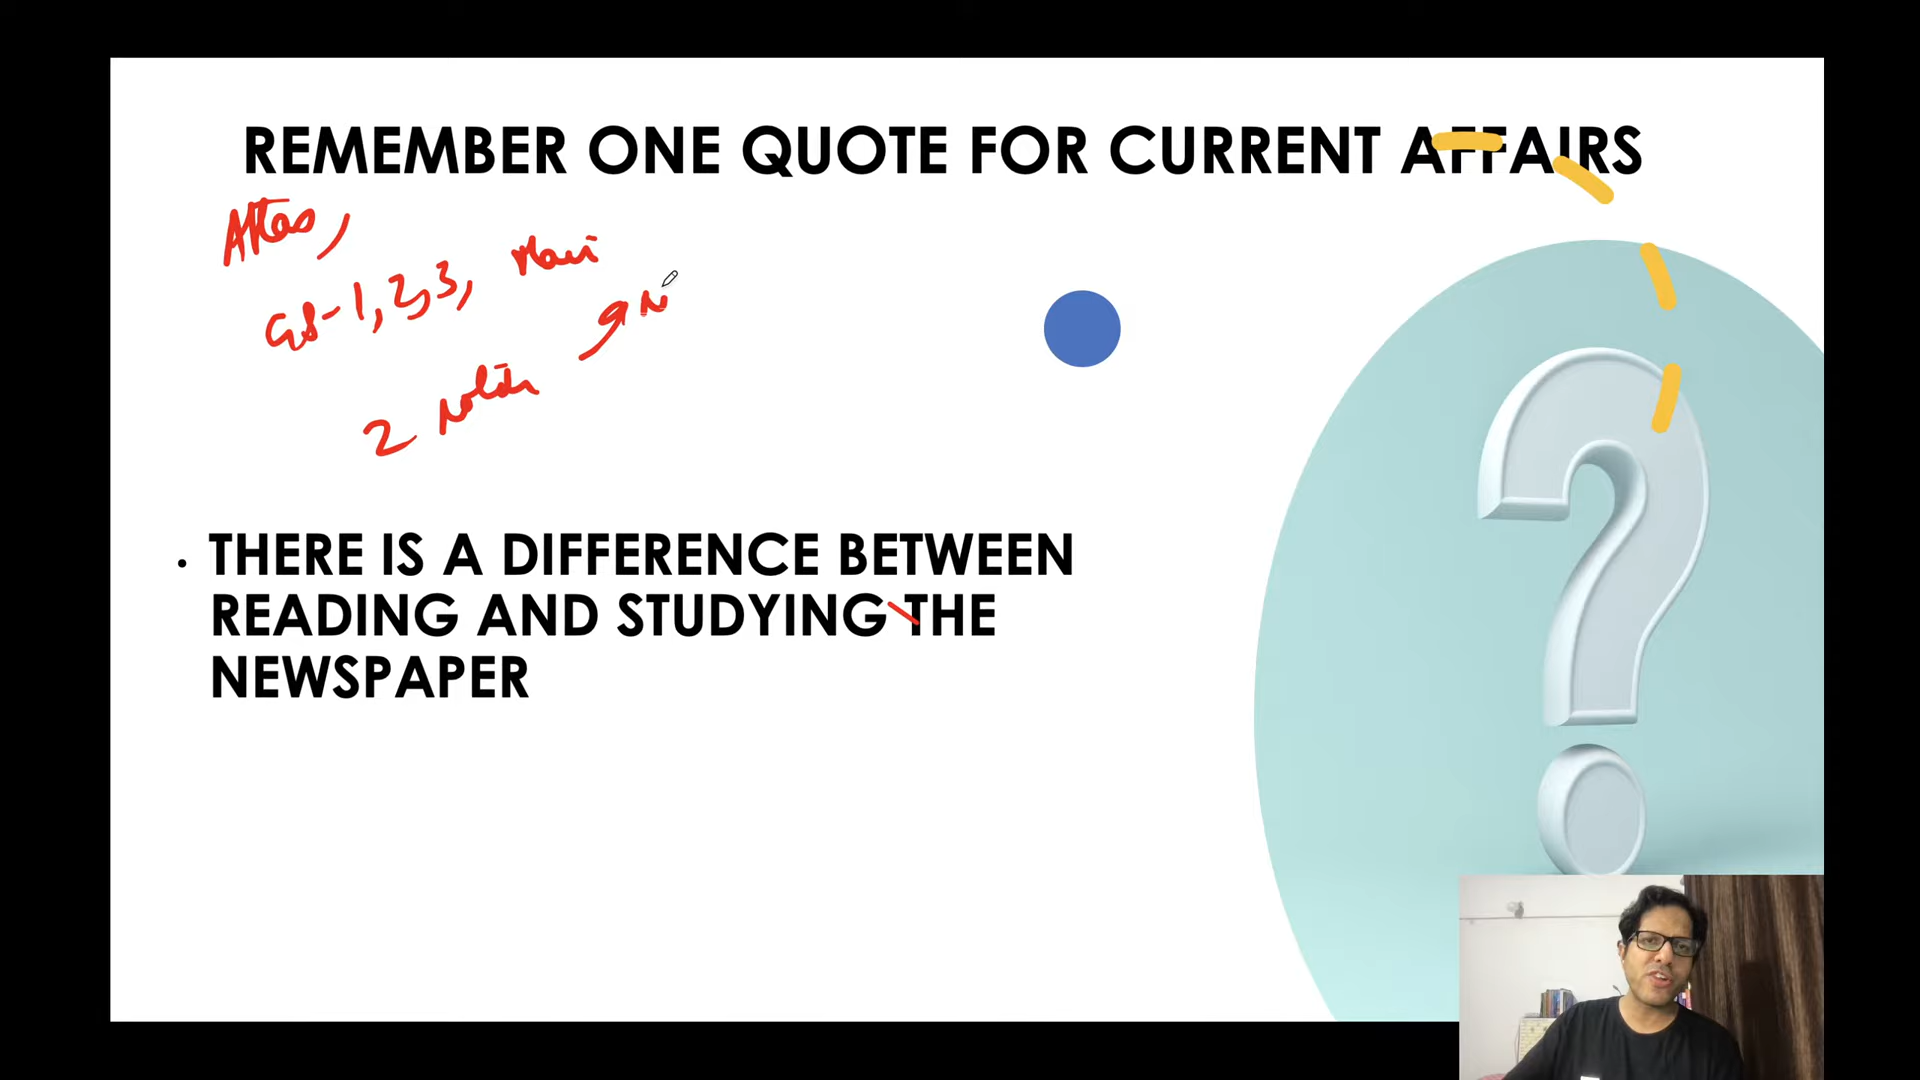 REMEMBER ONE QUOTE FOR CURRENT AFFAIRS
Atlas,
GS-1, 2, 3,
2
• THERE IS A DIFFERENCE BETWEEN
READING AND STUDYING THE
NEWSPAPER